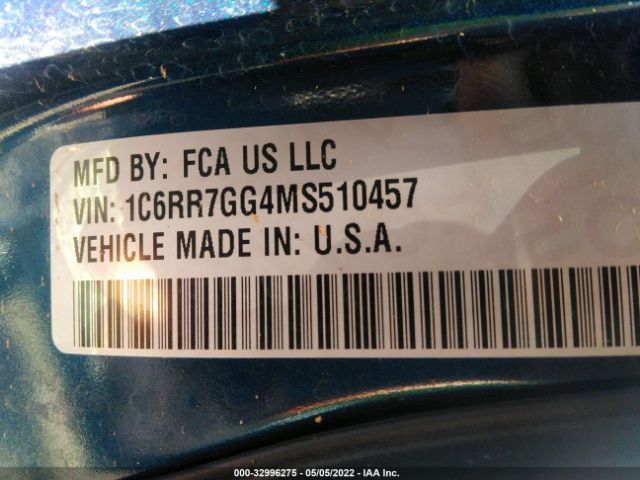 MFD BY: FCA US LLC
VIN: 1C6RR7GG4MS510457
VEHICLE MADE IN: U.S.A.
000-32996275 - 05/05/2022 - IAA Inc.